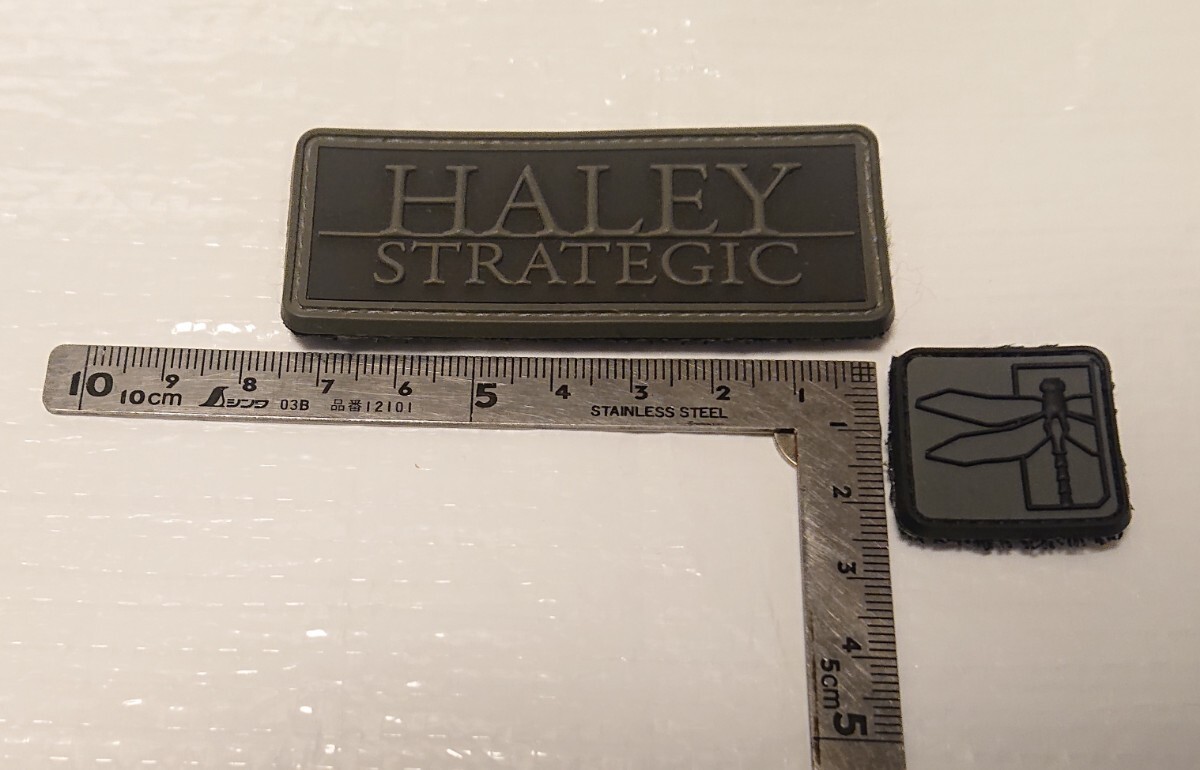 HALEY
STRATEGIC
10 9 8 7 6 5 4 3 2 1
10cm シンワ 03B 品番12101 STAINLESS STEEL
1
2
3
4
5cm 5